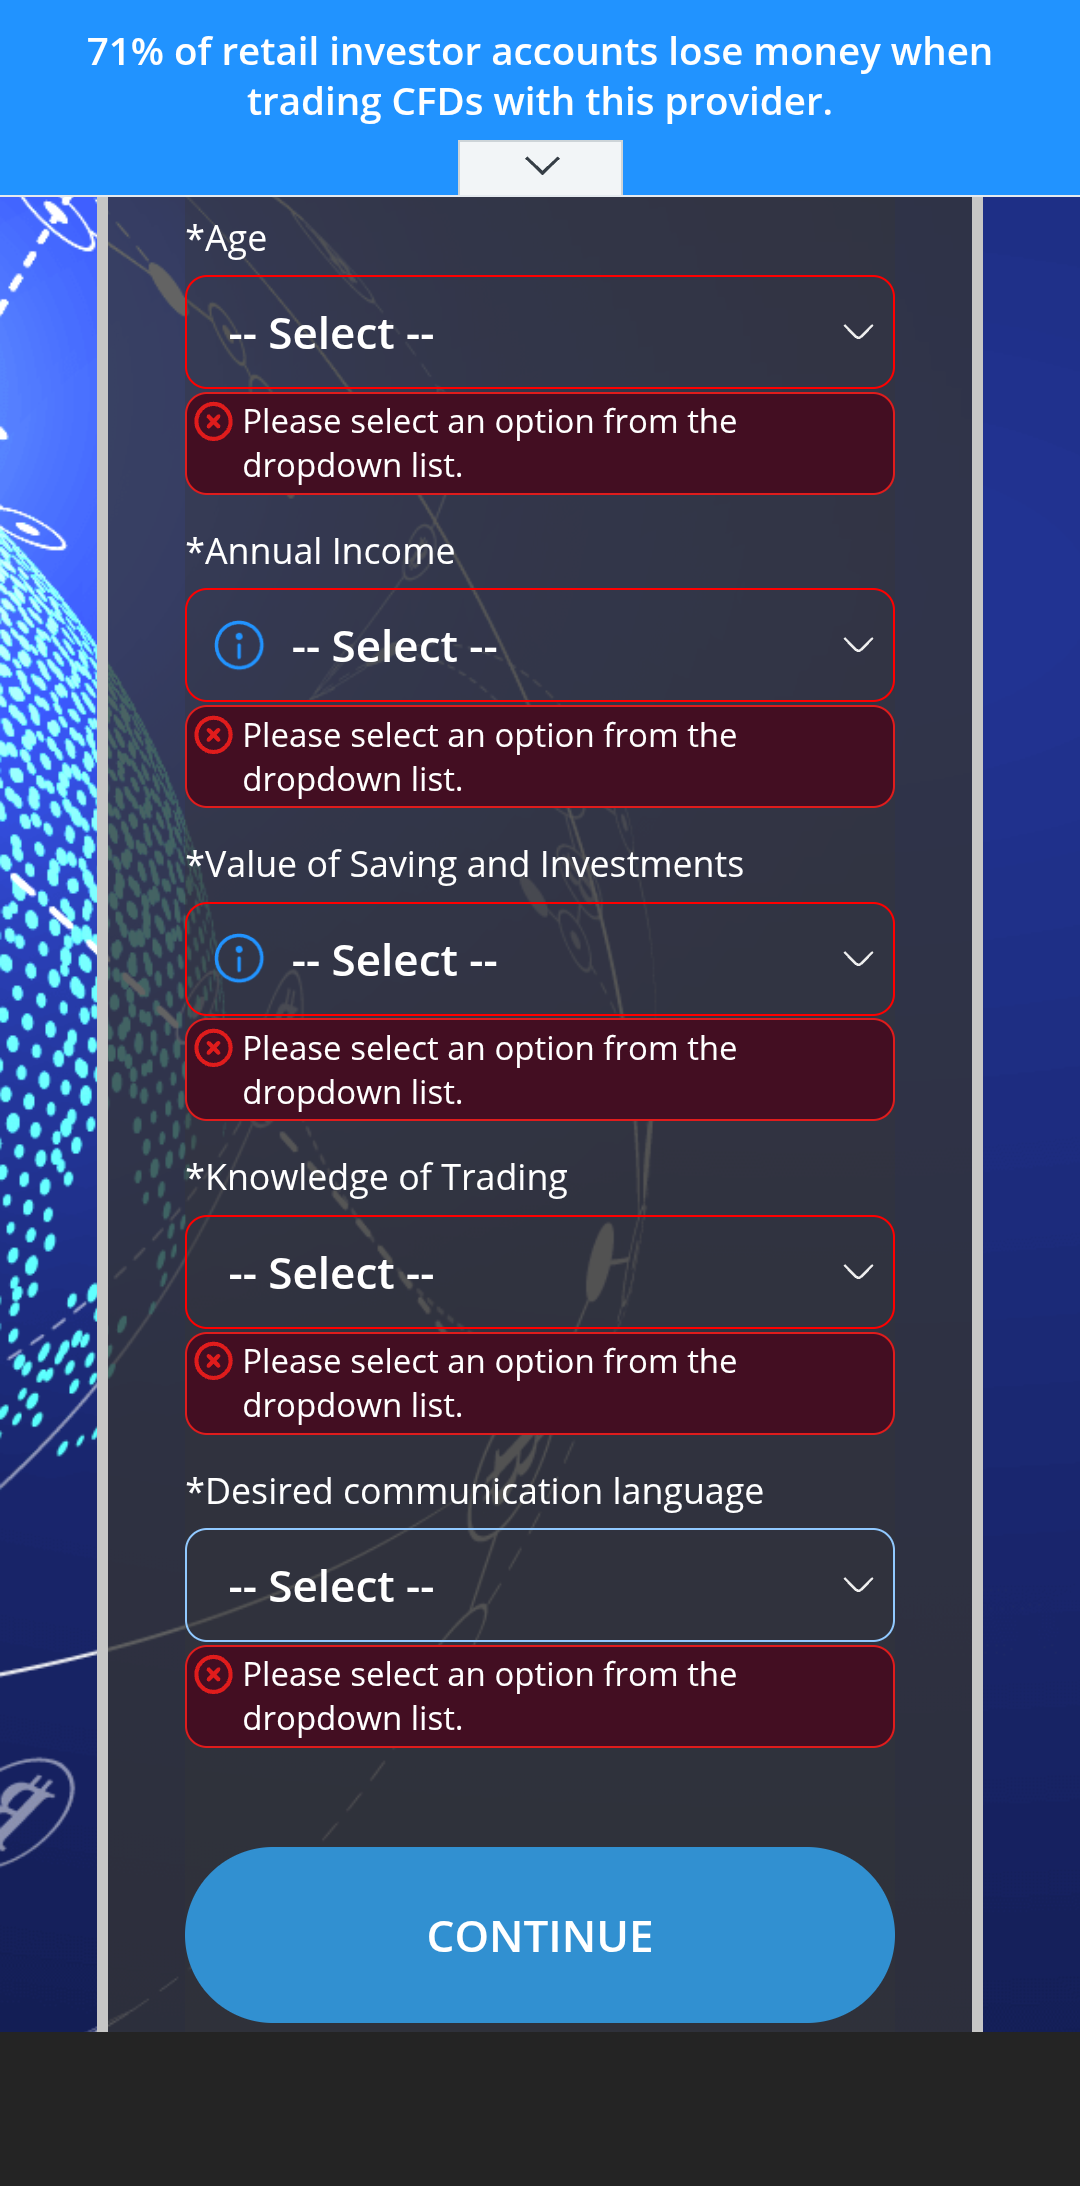 71% of retail investor accounts lose money when
trading CFDs with this provider.
*Age
-- Select --
Please select an option from the
dropdown list.
*Annual Income
-- Select --
Please select an option from the
dropdown list.
*Value of Saving and Investments
-- Select --
Please select an option from the
dropdown list.
*Knowledge of Trading
-- Select --
Please select an option from the
dropdown list.
*Desired communication language
-- Select --
Please select an option from the
dropdown list.
CONTINUE